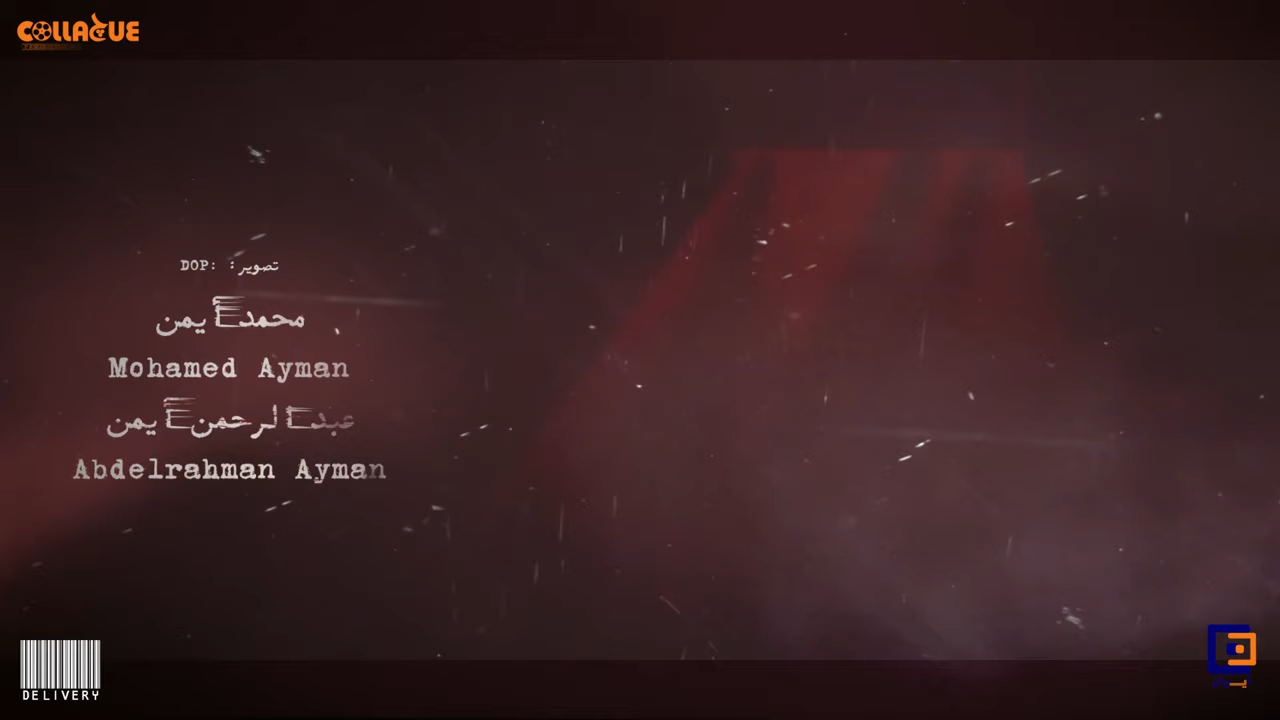 COLLAGUE
DOP: تصوير:
محمد أيمن
Mohamed Ayman
عبد الرحمن أيمن
Abdelrahman Ayman
DELIVERY